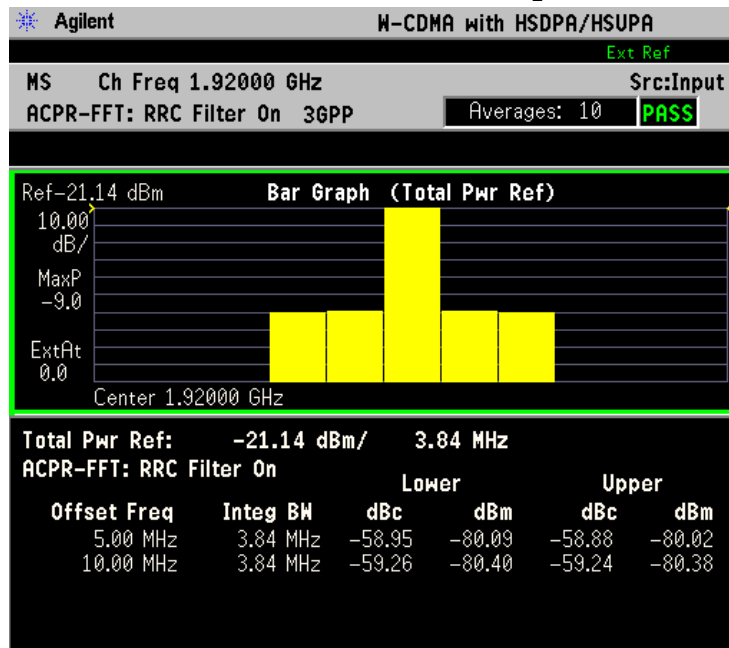 Agilent W-CDMA with HSDPA/HSUPA
Ext Ref
MS Ch Freq 1.92000 GHz Src:Input
ACPR-FFT: RRC Filter On 3GPP Averages: 10 PASS
Ref-21.14 dBm Bar Graph (Total Pwr Ref)
10.00
dB/
MaxP
-9.0
ExtAt
0.0
Center 1.92000 GHz
Total Pwr Ref: -21.14 dBm/ 3.84 MHz
ACPR-FFT: RRC Filter On
Lower Upper
Offset Freq Integ BW dBc dBm dBc dBm
5.00 MHz 3.84 MHz -58.95 -80.09 -58.88 -80.02
10.00 MHz 3.84 MHz -59.26 -80.40 -59.24 -80.38